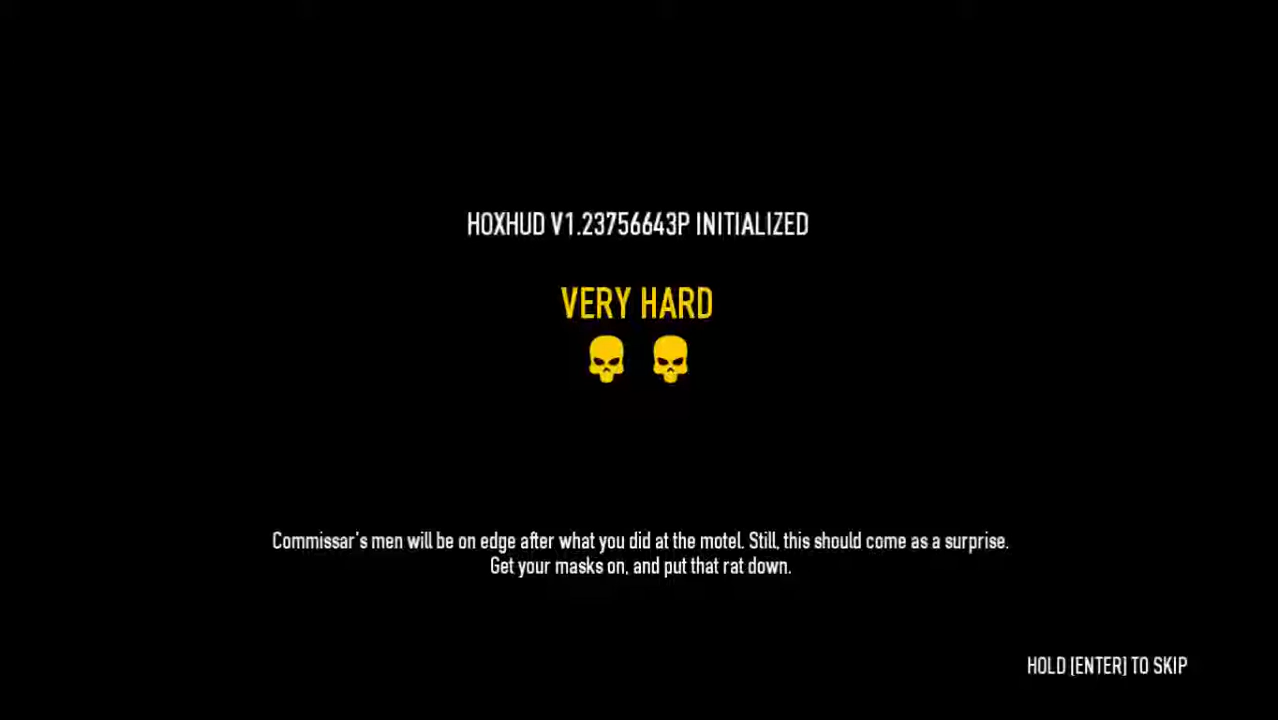 HOXHUD V1.23756643P INITIALIZED
VERY HARD
Commissar's men will be on edge after what you did at the motel. Still, this should come as a surprise.
Get your masks on, and put that rat down.
HOLD [ENTER] TO SKIP